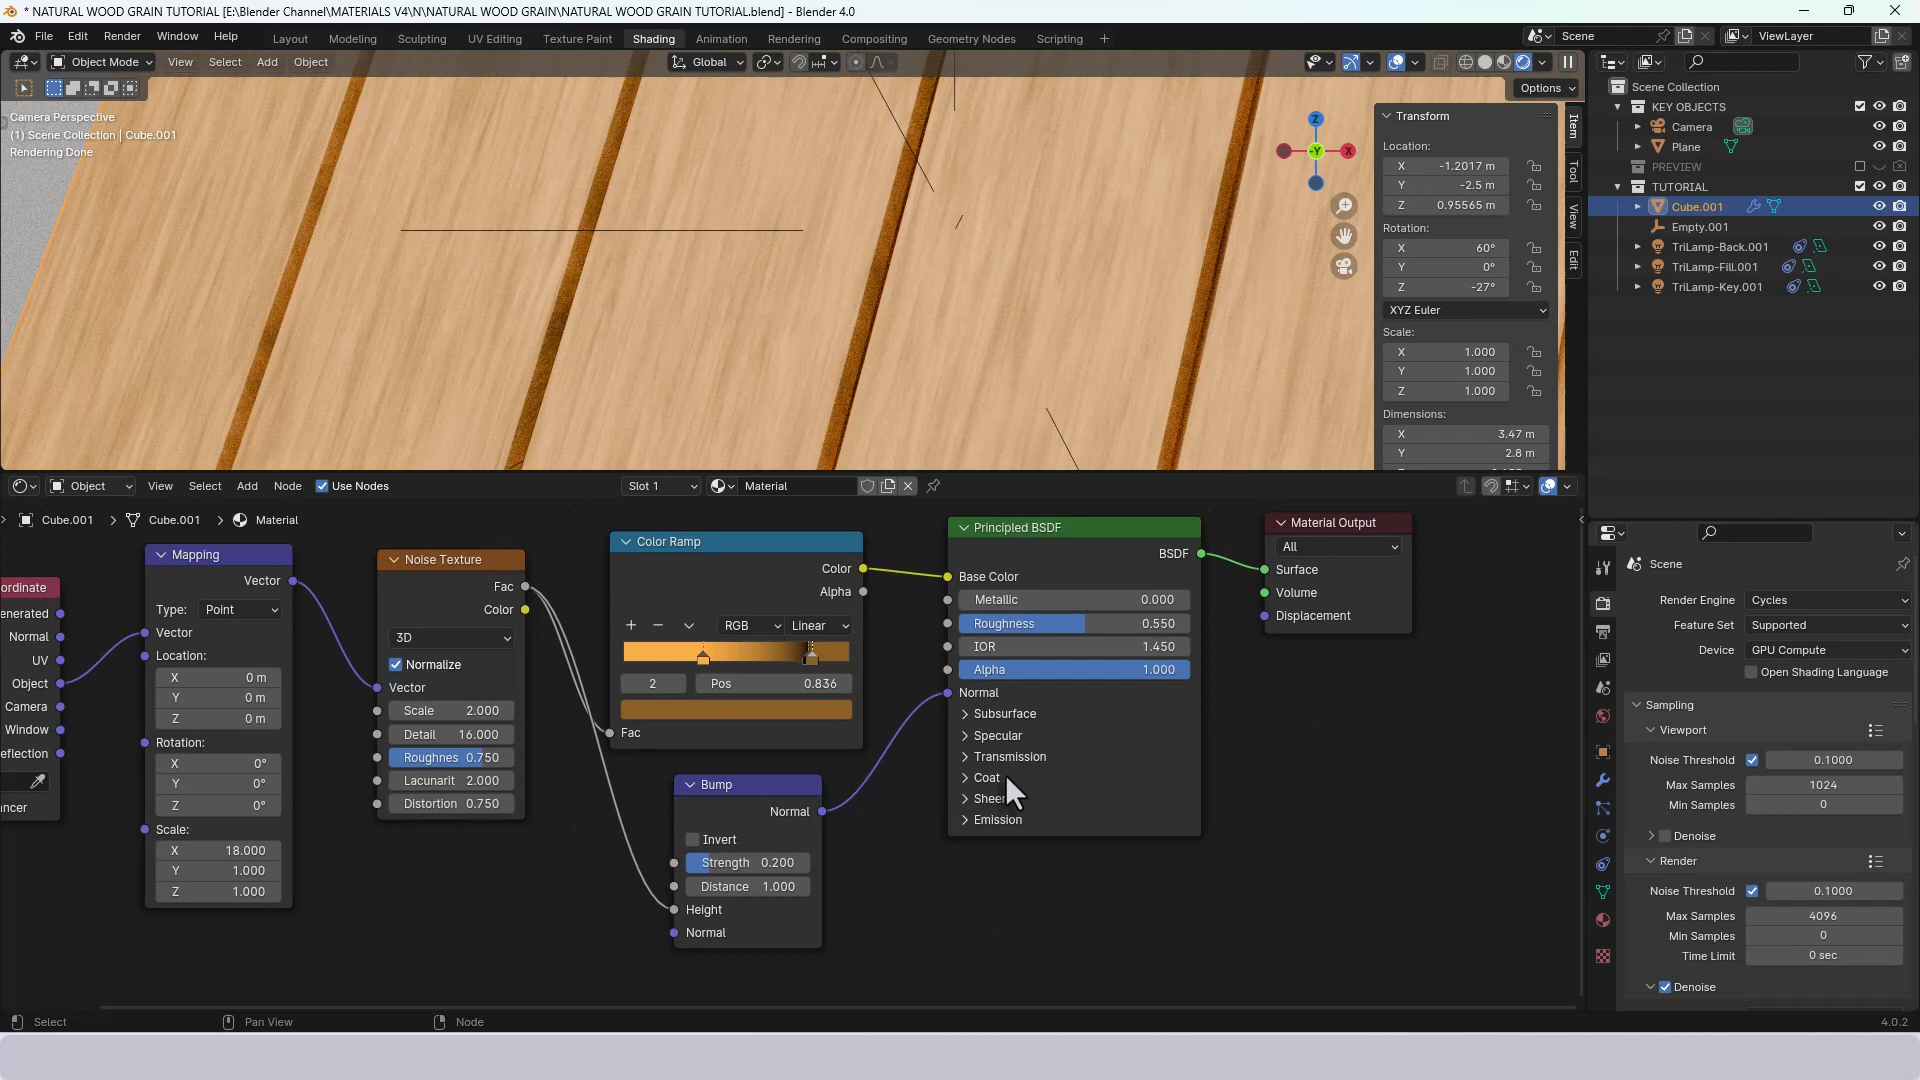 * NATURAL WOOD GRAIN TUTORIAL [E:\Blender Channel\MATERIALS V4\N\NATURAL WOOD GRAIN\NATURAL WOOD GRAIN TUTORIAL.blend] - Blender 4.0
File Edit Render Window Help Layout Modeling Sculpting UV Editing Texture Paint Shading Animation Rendering Compositing Geometry Nodes Scripting + Scene ViewLayer
Object Mode View Select Add Object Global
Options
Camera Perspective
(1) Scene Collection | Cube.001
Rendering Done
Z
-Y
X
Transform
Location:
X -1.2017 m
Y -2.5 m
Z 0.95565 m
Rotation:
X 60°
Y 0°
Z -27°
XYZ Euler
Scale:
X 1.000
Y 1.000
Z 1.000
Dimensions:
X 3.47 m
Y 2.8 m
Item
Tool
View
Edit
Scene Collection
KEY OBJECTS
Camera
Plane
PREVIEW
TUTORIAL
Cube.001
Empty.001
TriLamp-Back.001
TriLamp-Fill.001
TriLamp-Key.001
Object View Select Add Node Use Nodes Slot 1 Material
Cube.001 Cube.001 Material
ordinate
enerated
Normal
UV
Object
Camera
Window
eflection
ncer
Mapping
Vector
Type: Point
Vector
Location:
X 0 m
Y 0 m
Z 0 m
Rotation:
X 0°
Y 0°
Z 0°
Scale:
X 18.000
Y 1.000
Z 1.000
Noise Texture
Fac
Color
3D
Normalize
Vector
Scale 2.000
Detail 16.000
Roughnes 0.750
Lacunarit 2.000
Distortion 0.750
Color Ramp
Color
Alpha
RGB Linear
2 Pos 0.836
Fac
Bump
Normal
Invert
Strength 0.200
Distance 1.000
Height
Normal
Principled BSDF
BSDF
Base Color
Metallic 0.000
Roughness 0.550
IOR 1.450
Alpha 1.000
Normal
Subsurface
Specular
Transmission
Coat
Shee
Emission
Material Output
All
Surface
Volume
Displacement
Scene
Render Engine Cycles
Feature Set Supported
Device GPU Compute
Open Shading Language
Sampling
Viewport
Noise Threshold 0.1000
Max Samples 1024
Min Samples 0
Denoise
Render
Noise Threshold 0.1000
Max Samples 4096
Min Samples 0
Time Limit 0 sec
Denoise
Select Pan View Node 4.0.2